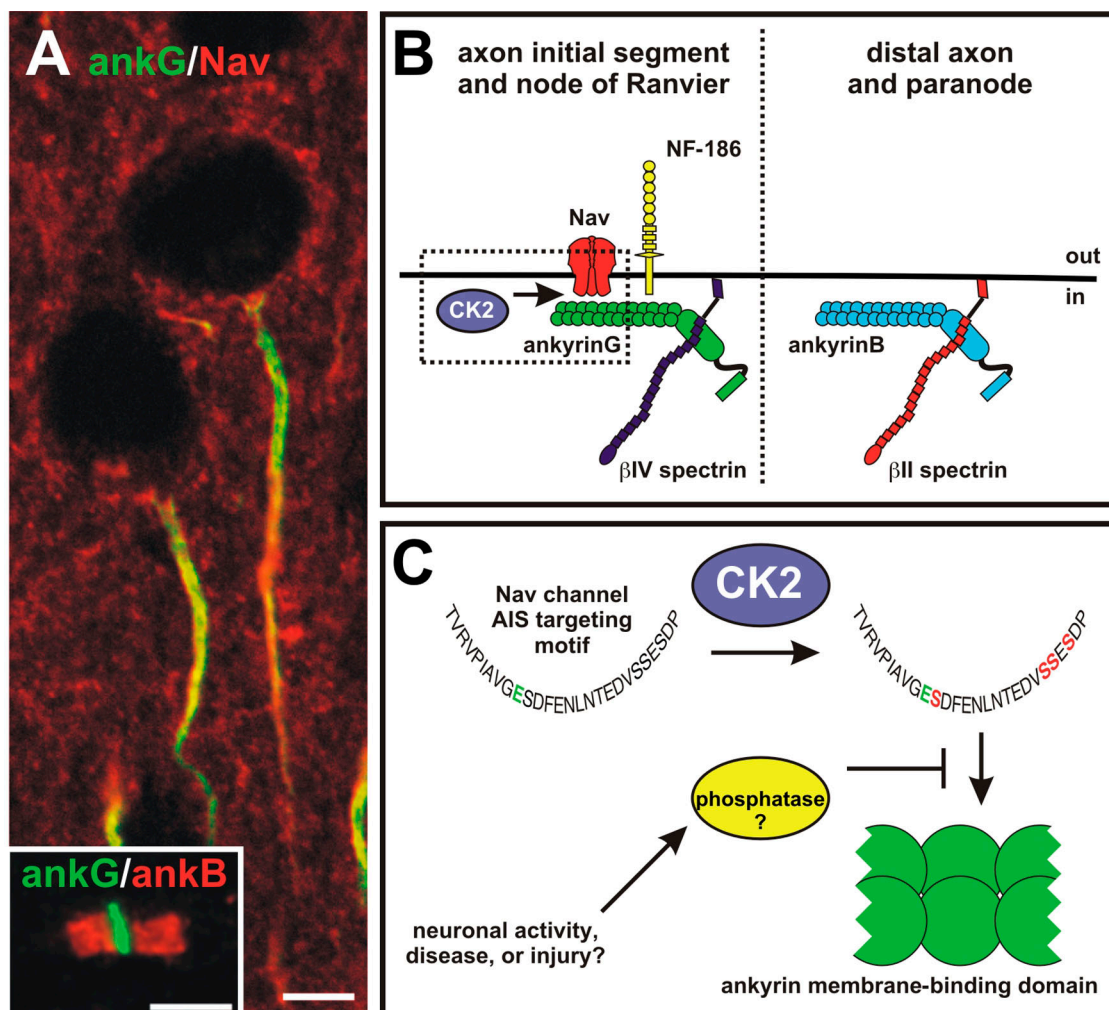 A
ankG/Nav
ankG/ankB
B
axon initial segment
and node of Ranvier
distal axon
and paranode
NF-186
Nav
out
in
CK2
ankyrinG
ankyrinB
βIV spectrin
βII spectrin
C
Nav channel
AIS targeting
motif
TVRVPIAVGESDFENLNTEDVSSESDP
CK2
TVRVPIAVGESDFENLNTEDVSSESDP
phosphatase
?
neuronal activity,
disease, or injury?
ankyrin membrane-binding domain